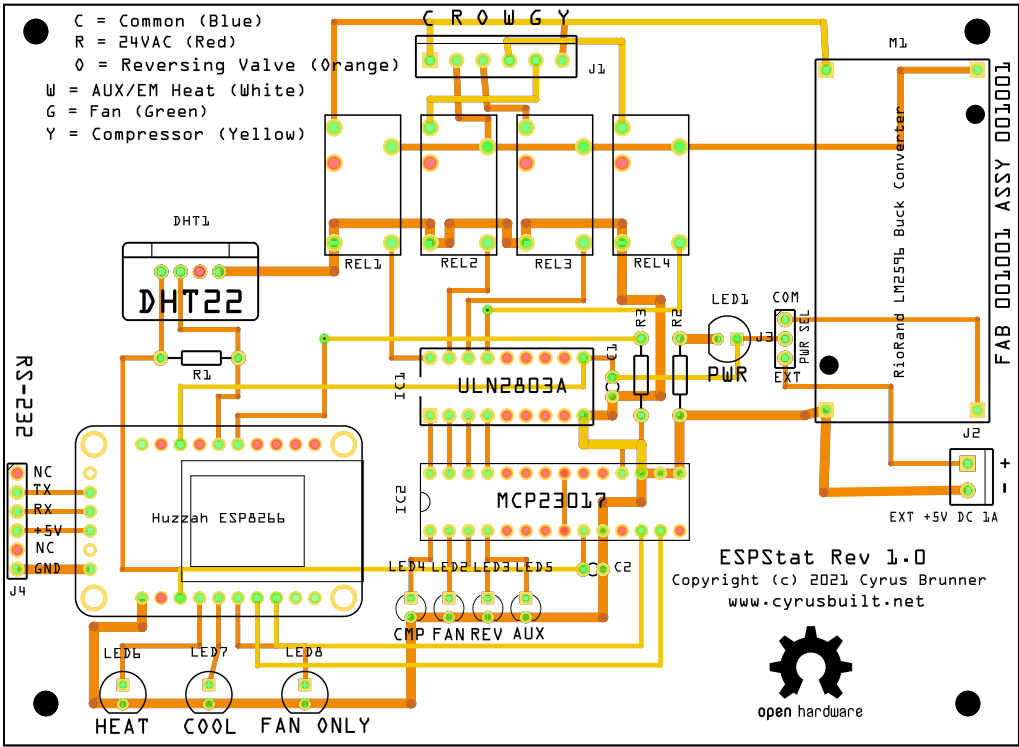 C = Common (Blue)
R = 24VAC (Red)
O = Reversing Valve (Orange)
W = AUX/EM Heat (White)
G = Fan (Green)
Y = Compressor (Yellow)
C R O W G Y
J1
M1
RioRand LM2596 Buck Converter
FAB 001001 ASSY 001001
DHT1
DHT22
REL1
REL2
REL3
REL4
R1
IC1
ULN2803A
C1
R3
R2
LED1
PWR
J3
COM
PWR SEL
EXT
J2
+
-
EXT +5V DC 1A
RS-232
NC
TX
RX
+5V
NC
GND
J4
Huzzah ESP8266
IC2
MCP23017
C2
LED4
LED2
LED3
LED5
CMP
FAN
REV
AUX
LED6
LED7
LED8
HEAT
COOL
FAN ONLY
ESPStat Rev 1.0
Copyright (c) 2021 Cyrus Brunner
www.cyrusbuilt.net
open hardware